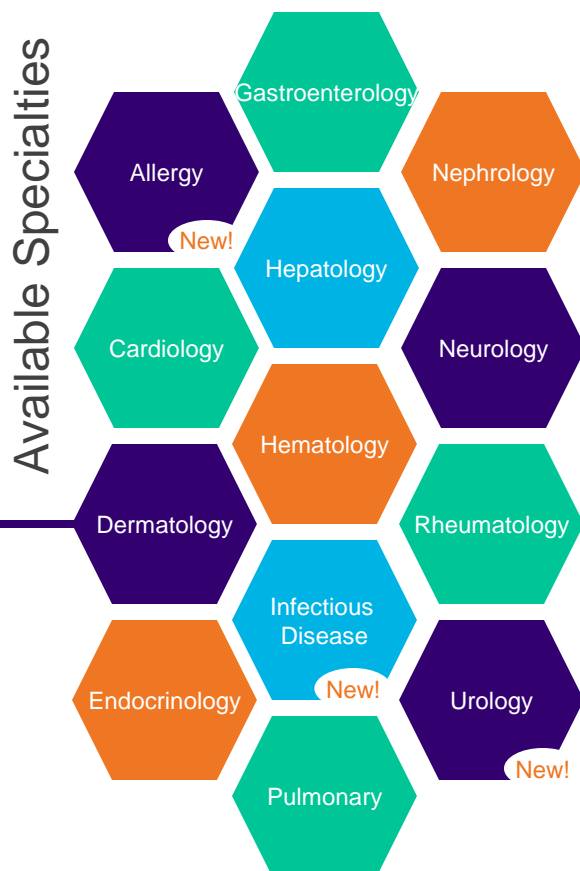 Available Specialties
Gastroenterology
Allergy
New!
Nephrology
Hepatology
Cardiology
Neurology
Hematology
Dermatology
Rheumatology
Infectious
Disease
New!
Endocrinology
Urology
New!
Pulmonary